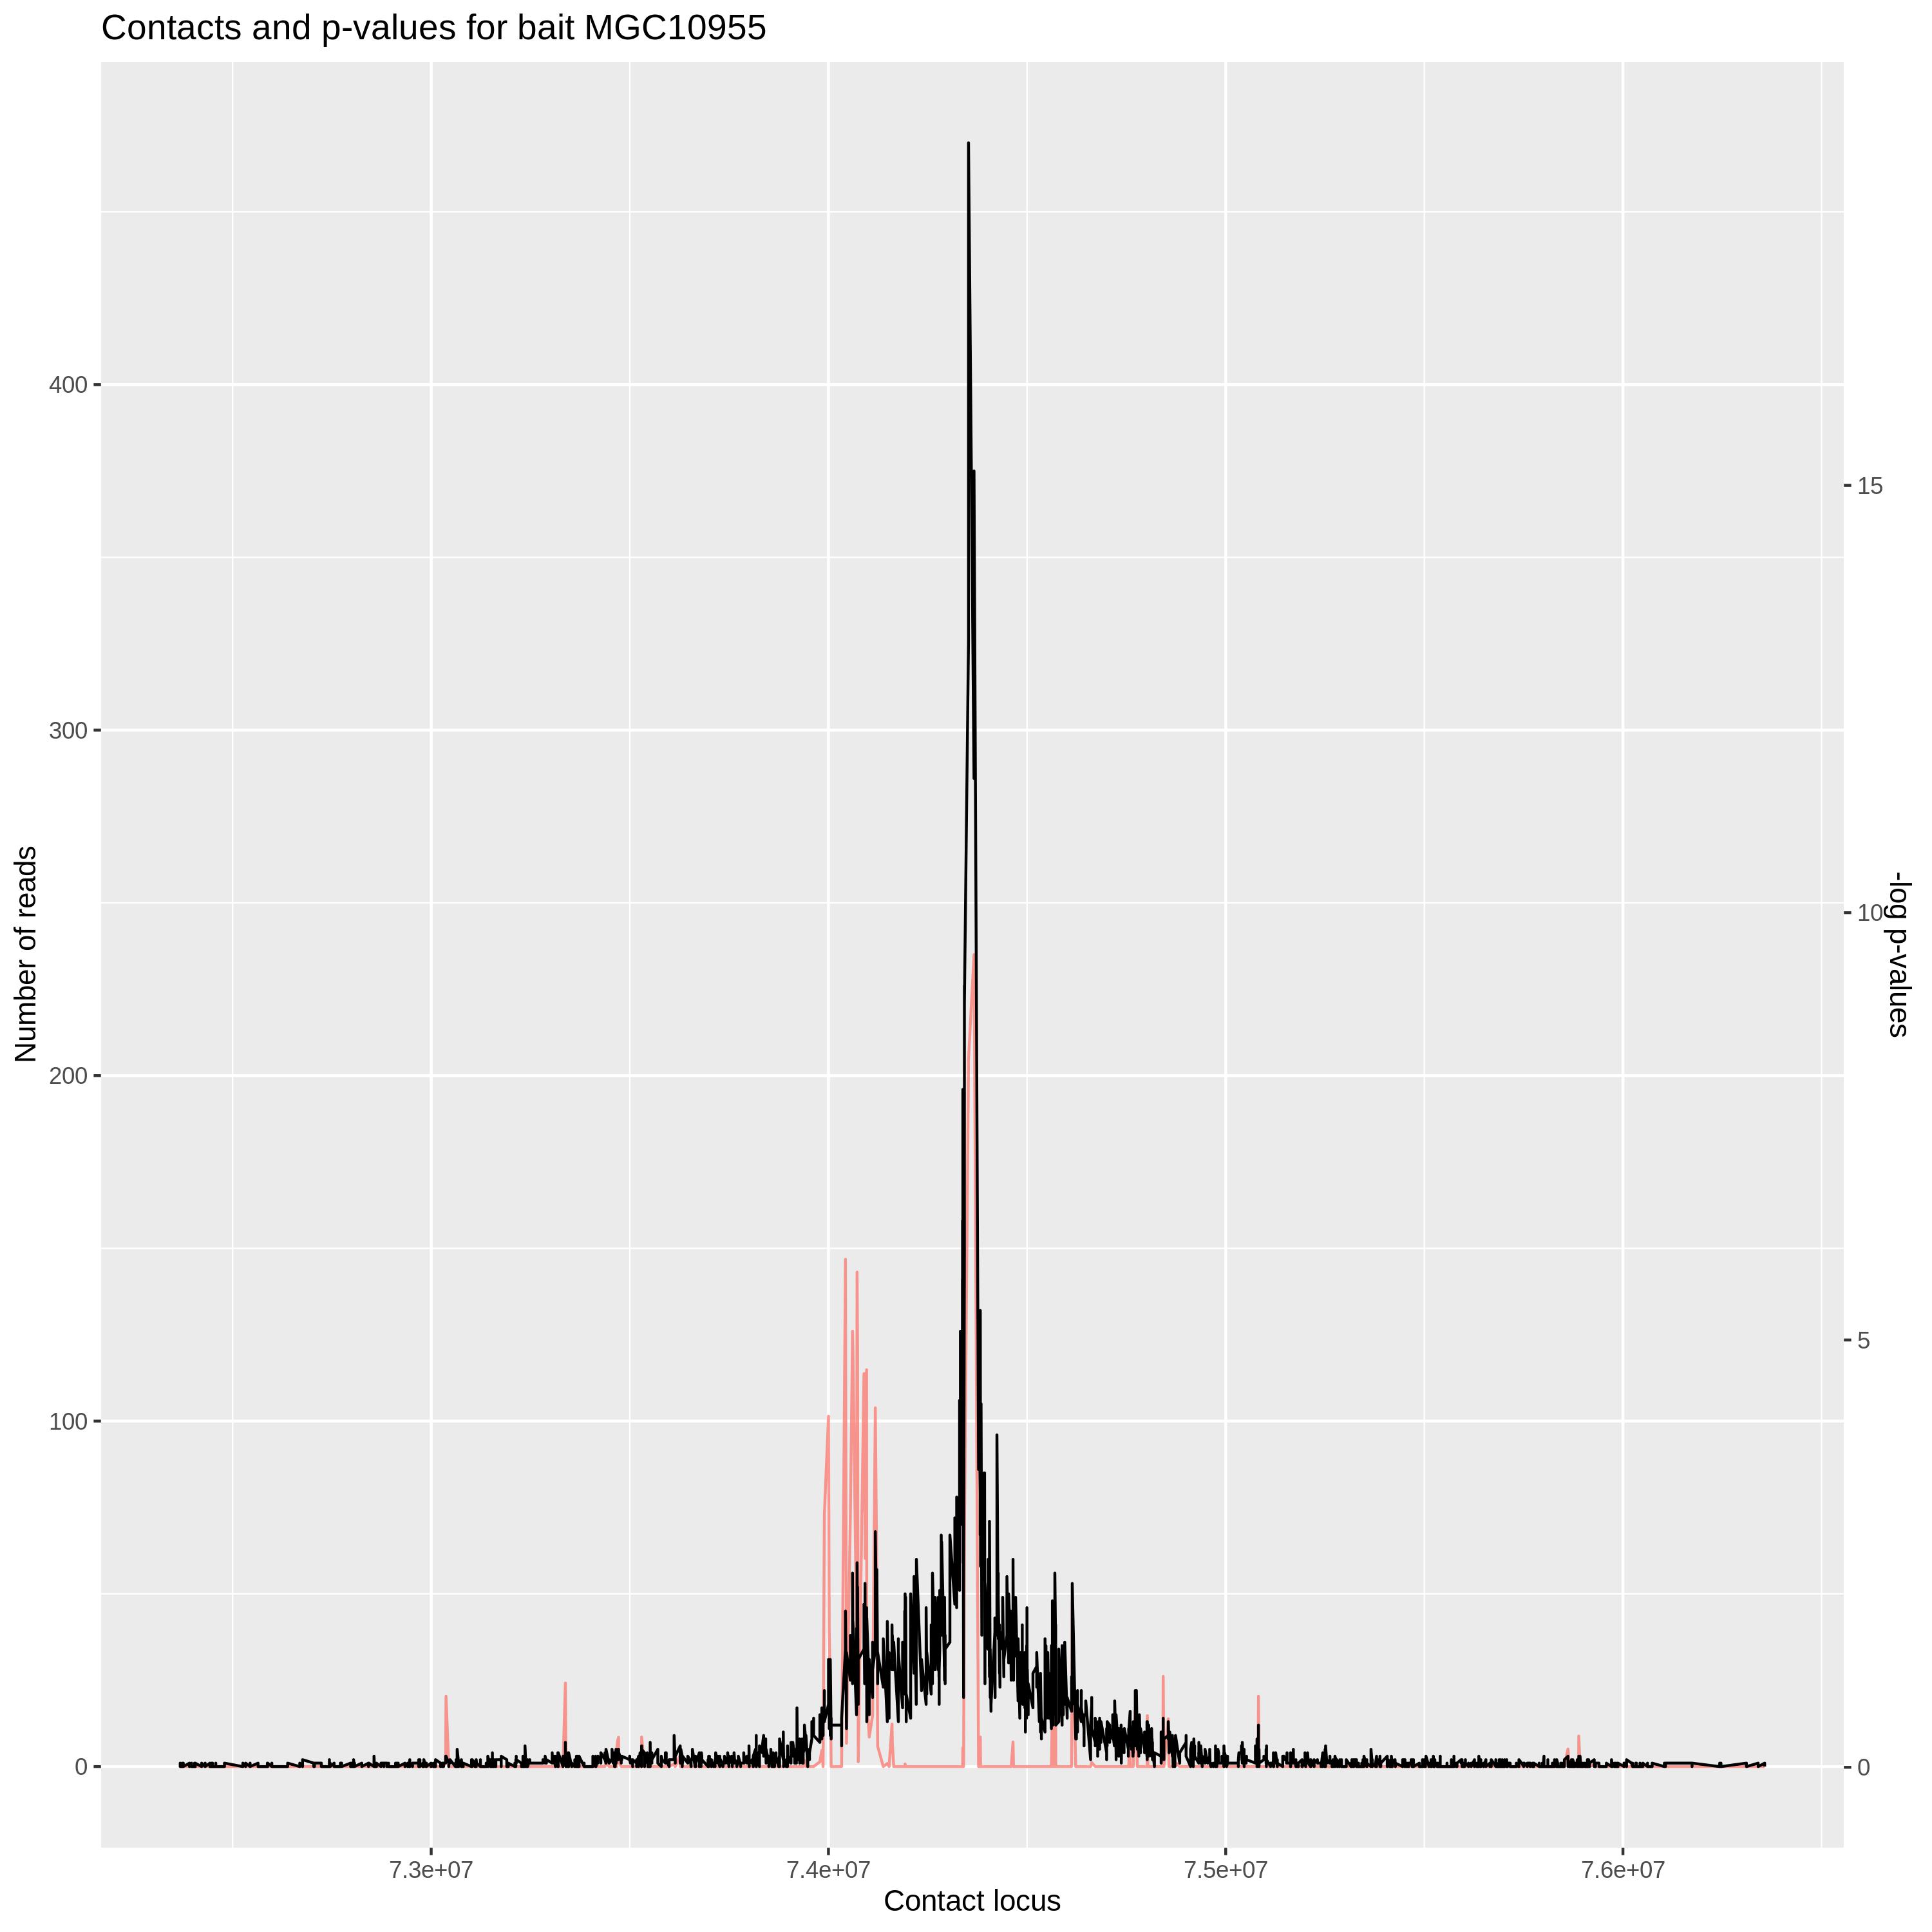 Contacts and p-values for bait MGC10955
Number of reads
400
300
200
100
0
15
10
5
0
-log p-values
7.3e+07
7.4e+07
7.5e+07
7.6e+07
Contact locus